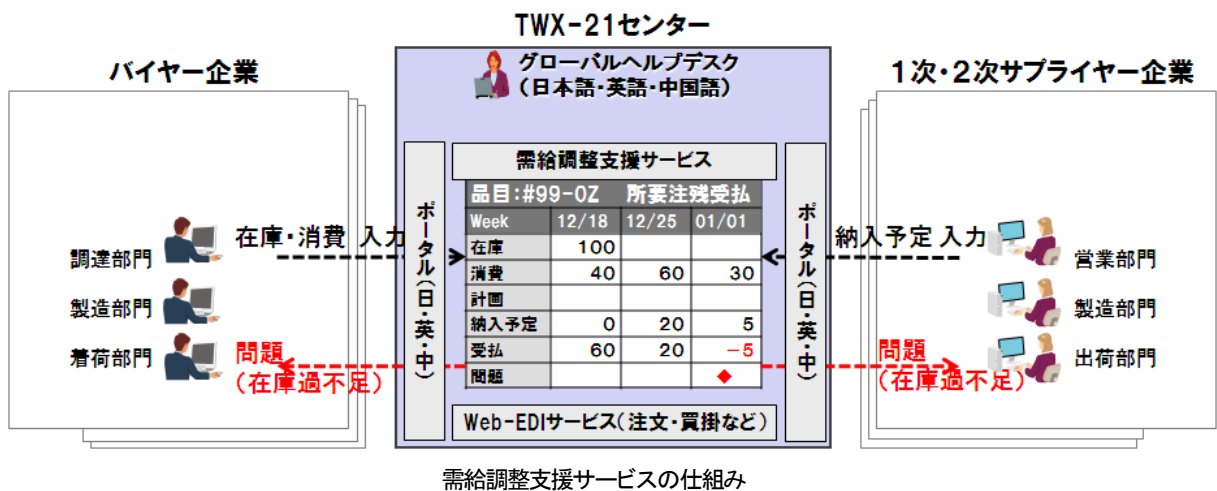 TWX-21センター
バイヤー企業
グローバルヘルプデスク
(日本語・英語・中国語)
1次・2次サプライヤー企業
調達部門
製造部門
着荷部門
在庫・消費 入力
問題
(在庫過不足)
ポータル(日・英・中)
需給調整支援サービス
品目:#99-0Z 所要注残受払
Week 12/18 12/25 01/01
在庫 100
消費 40 60 30
計画
納入予定 0 20 5
受払 60 20 -5
問題 ◆
Web-EDIサービス(注文・買掛など)
ポータル(日・英・中)
納入予定 入力
問題
(在庫過不足)
営業部門
製造部門
出荷部門
需給調整支援サービスの仕組み